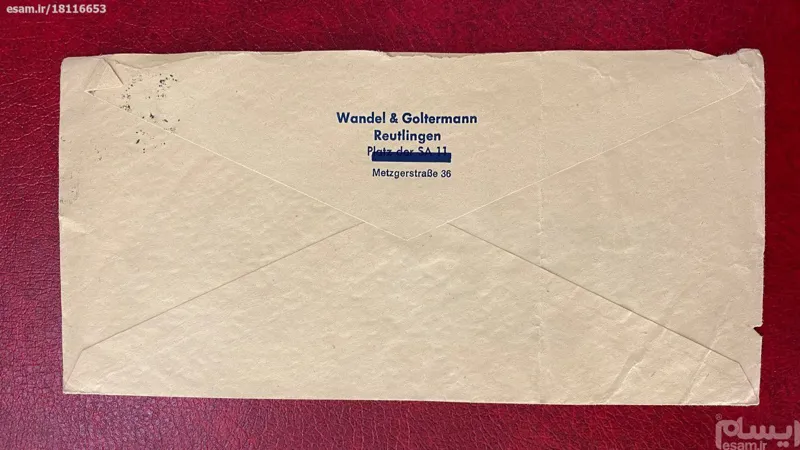 esam.ir/18116653
Wandel & Goltermann
Reutlingen
Platz der SA 11
Metzgerstraße 36
ایسام
esam.ir